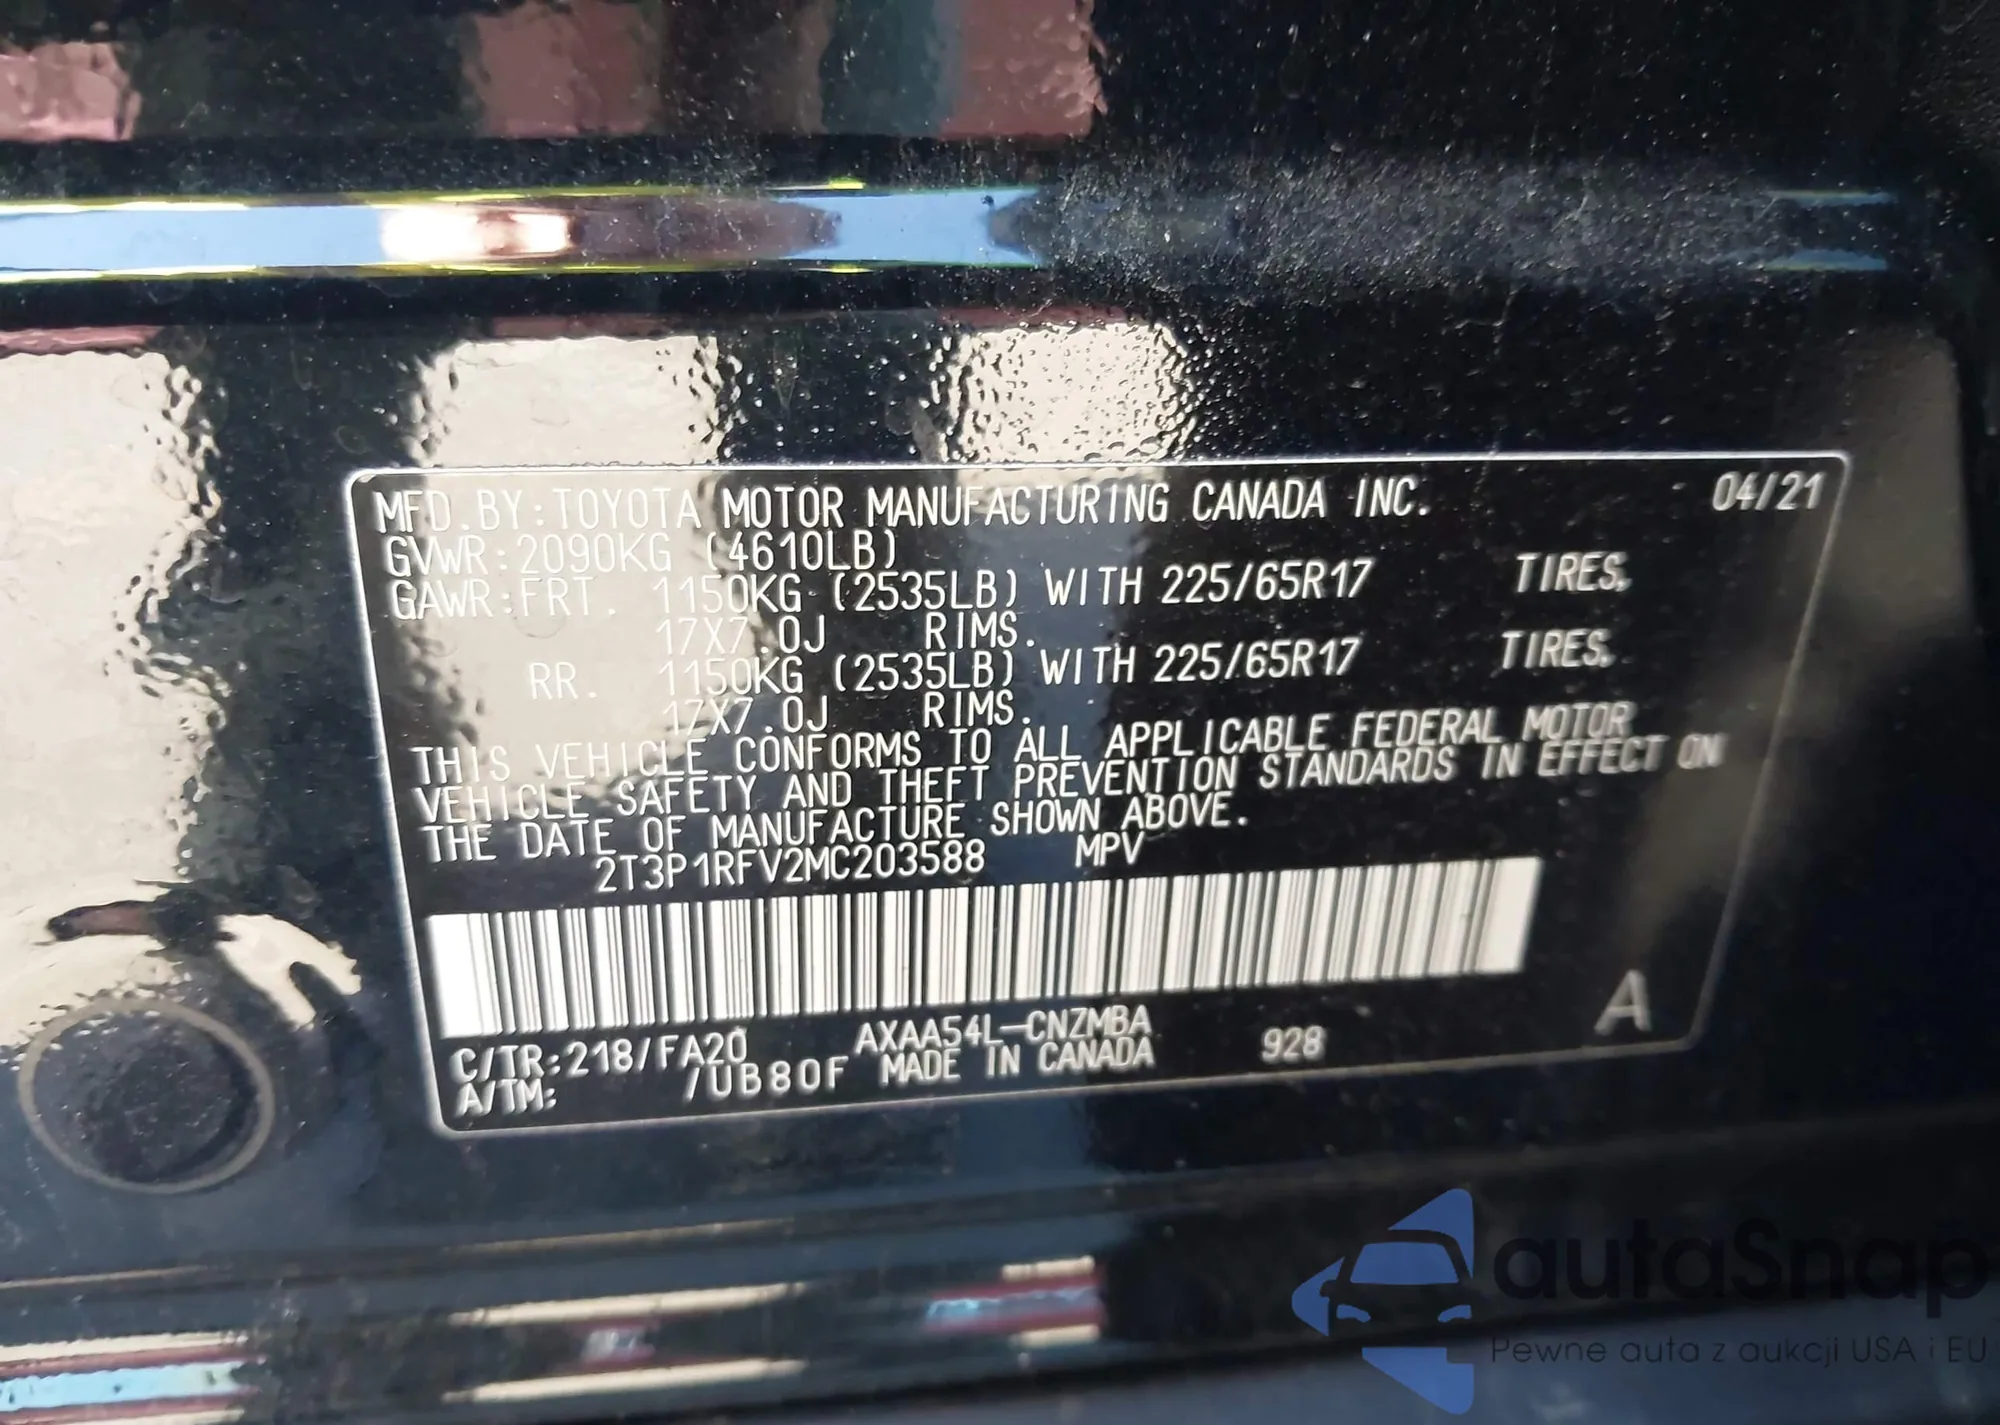 MFD.BY:TOYOTA MOTOR MANUFACTURING CANADA INC. 04/21
GVWR:2090KG (4610LB)
GAWR:FRT. 1150KG (2535LB) WITH 225/65R17 TIRES,
17X7.0J RIMS.
RR. 1150KG (2535LB) WITH 225/65R17 TIRES,
17X7.0J RIMS.
THIS VEHICLE CONFORMS TO ALL APPLICABLE FEDERAL MOTOR
VEHICLE SAFETY AND THEFT PREVENTION STANDARDS IN EFFECT ON
THE DATE OF MANUFACTURE SHOWN ABOVE.
2T3P1RFV2MC203588 MPV
C/TR:218/FA20 AXAA54L-CNZMBA 928 A
A/TM: /UB80F MADE IN CANADA
autaSnap
Pewne auta z aukcji USA i EU